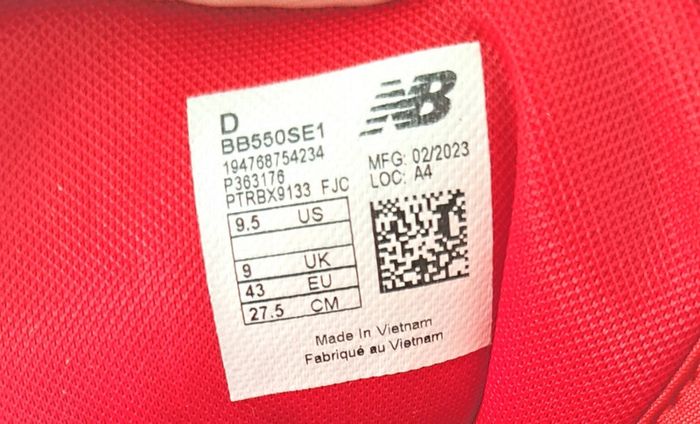 D
BB550SE1
194768754234
P363176
PTRBX9133 FJC
9.5 US
9 UK
43 EU
27.5 CM
NB
MFG: 02/2023
LOC: A4
Made In Vietnam
Fabriqué au Vietnam